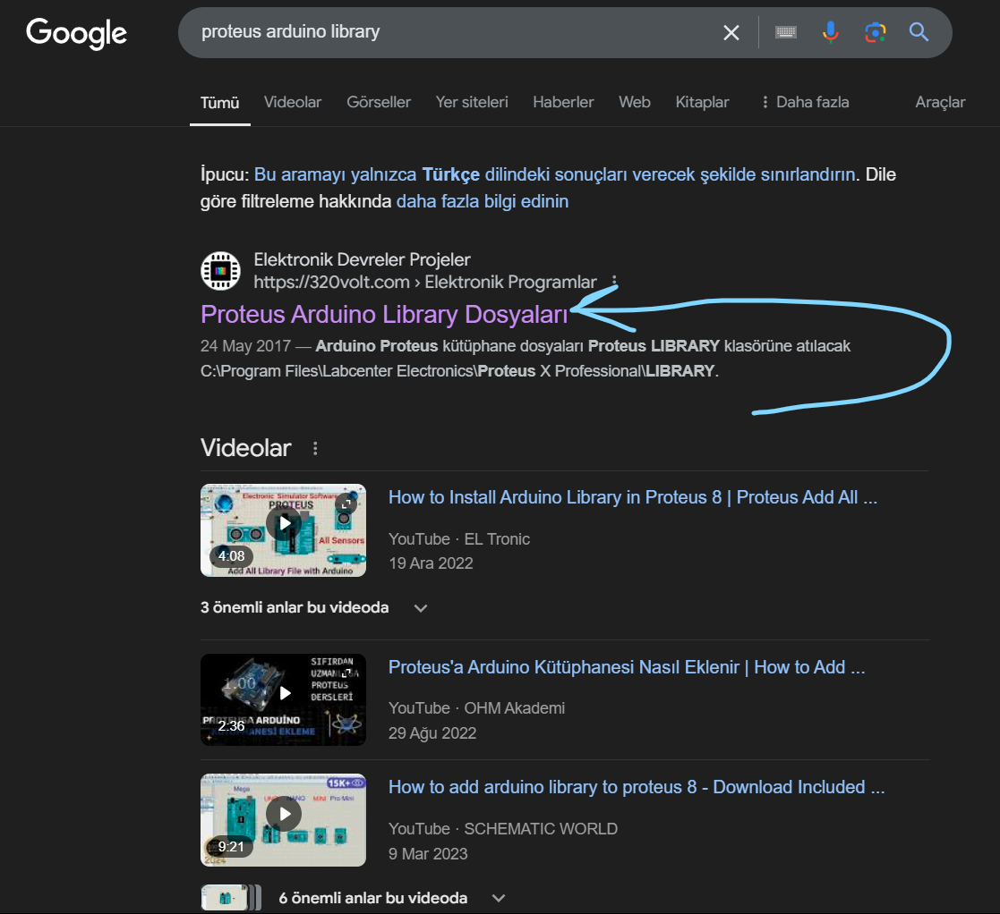 Google
proteus arduino library
Tümü Videolar Görseller Yer siteleri Haberler Web Kitaplar Daha fazla Araçlar
İpucu: Bu aramayı yalnızca Türkçe dilindeki sonuçları verecek şekilde sınırlandırın. Dile
göre filtreleme hakkında daha fazla bilgi edinin
Elektronik Devreler Projeler
https://320volt.com › Elektronik Programlar
Proteus Arduino Library Dosyaları
24 May 2017 — Arduino Proteus kütüphane dosyaları Proteus LIBRARY klasörüne atılacak
C:\Program Files\Labcenter Electronics\Proteus X Professional\LIBRARY.
Videolar
Electronic Simulator Software
PROTEUS
All Sensors
4:08
Add All Library File with Arduino
How to Install Arduino Library in Proteus 8 | Proteus Add All ...
YouTube · EL Tronic
19 Ara 2022
3 önemli anlar bu videoda
SIFIRDAN
UZMANLIĞA
PROTEUS
DERSLERİ
1.00
PROTEUSA ARDUİNO
KÜTÜPHANESİ EKLEME
2:36
Proteus'a Arduino Kütüphanesi Nasıl Eklenir | How to Add ...
YouTube · OHM Akademi
29 Ağu 2022
15K+
Mega UNO NANO MINI Pro Mini
9:21
2024
How to add arduino library to proteus 8 - Download Included ...
YouTube · SCHEMATIC WORLD
9 Mar 2023
6 önemli anlar bu videoda